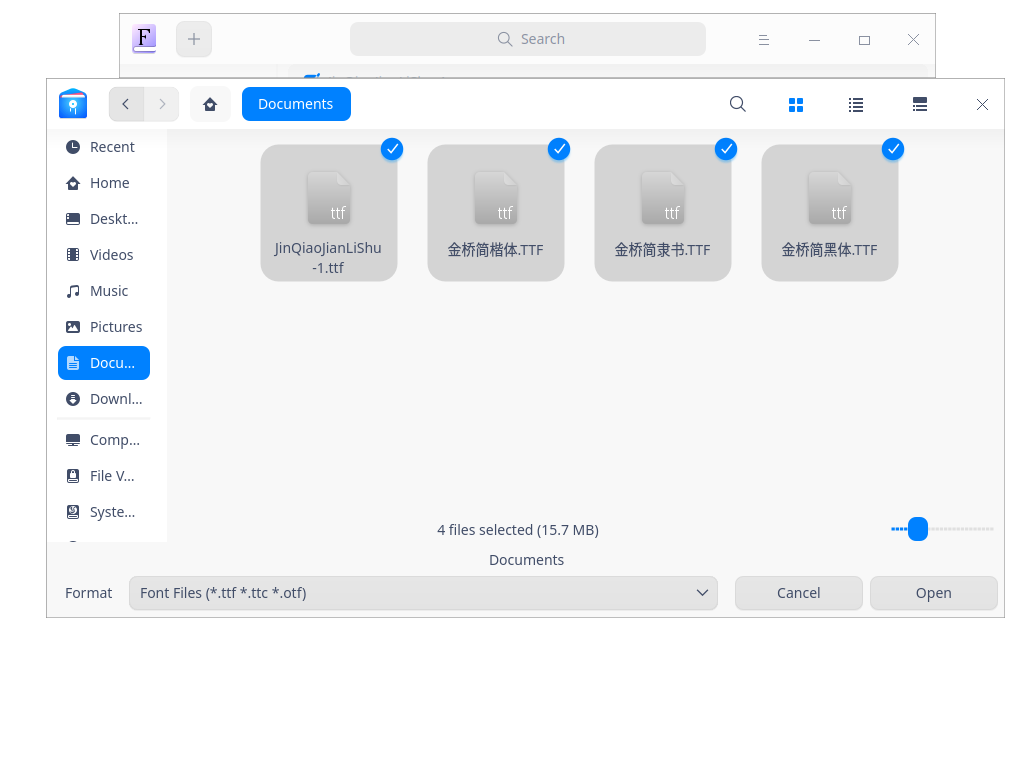 F
Search
Documents
Recent
Home
Deskt...
Videos
Music
Pictures
Docu...
Downl...
Comp...
File V...
Syste...
ttf
JinQiaoJianLiShu
-1.ttf
ttf
金桥简楷体.TTF
ttf
金桥简隶书.TTF
ttf
金桥简黑体.TTF
4 files selected (15.7 MB)
Documents
Format
Font Files (*.ttf *.ttc *.otf)
Cancel
Open